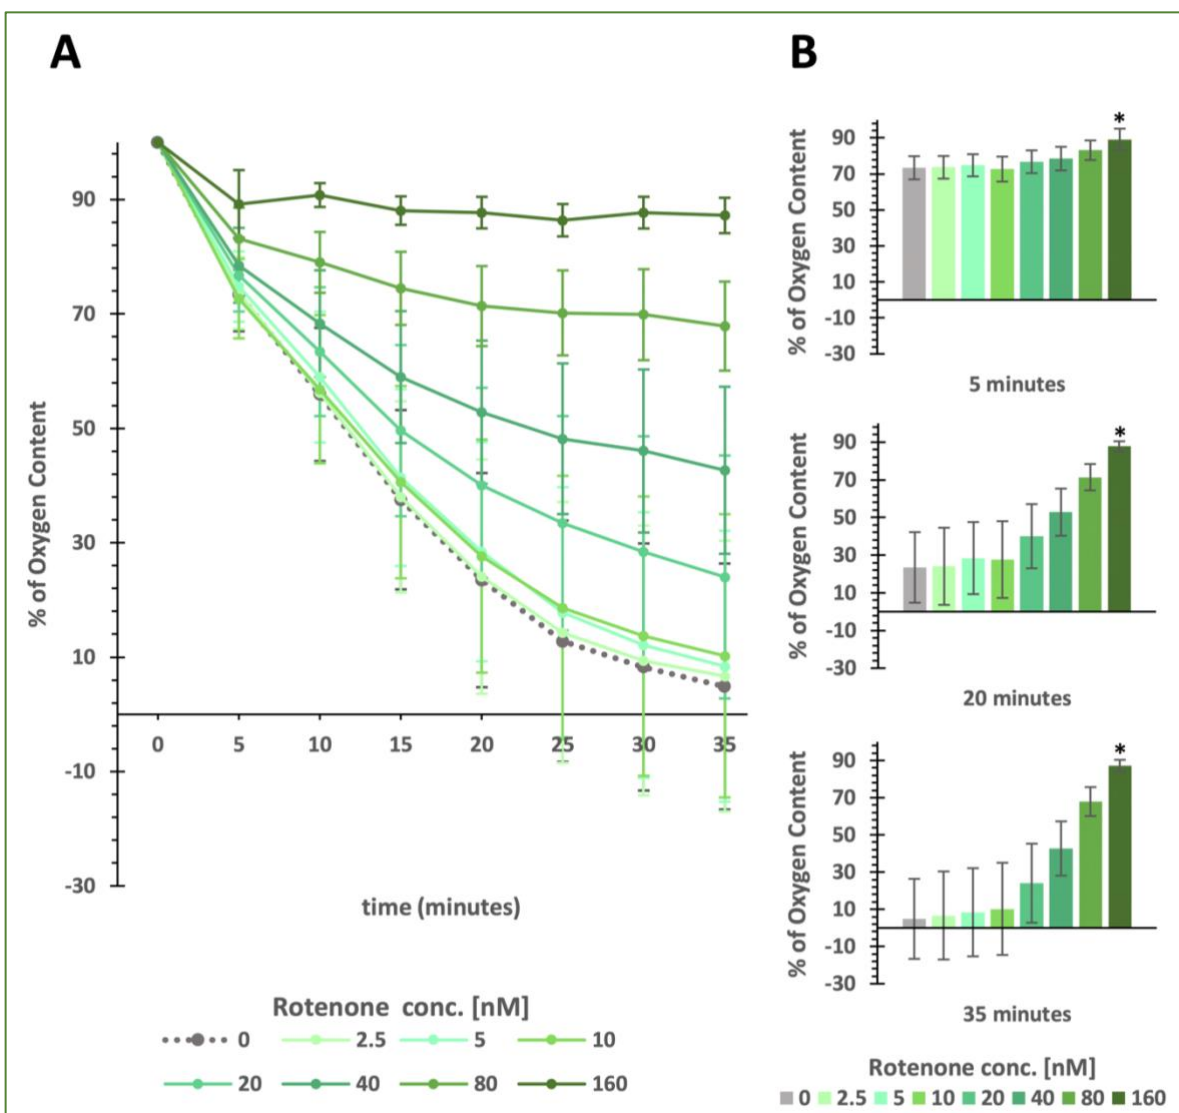 A
% of Oxygen Content
90
70
50
30
10
-10
-30
0 5 10 15 20 25 30 35
time (minutes)
Rotenone conc. [nM]
0 2.5 5 10
20 40 80 160
B
% of Oxygen Content
90
70
50
30
10
-10
-30
*
5 minutes
% of Oxygen Content
90
70
50
30
10
-10
-30
*
20 minutes
% of Oxygen Content
90
70
50
30
10
-10
-30
*
35 minutes
Rotenone conc. [nM]
0 2.5 5 10 20 40 80 160